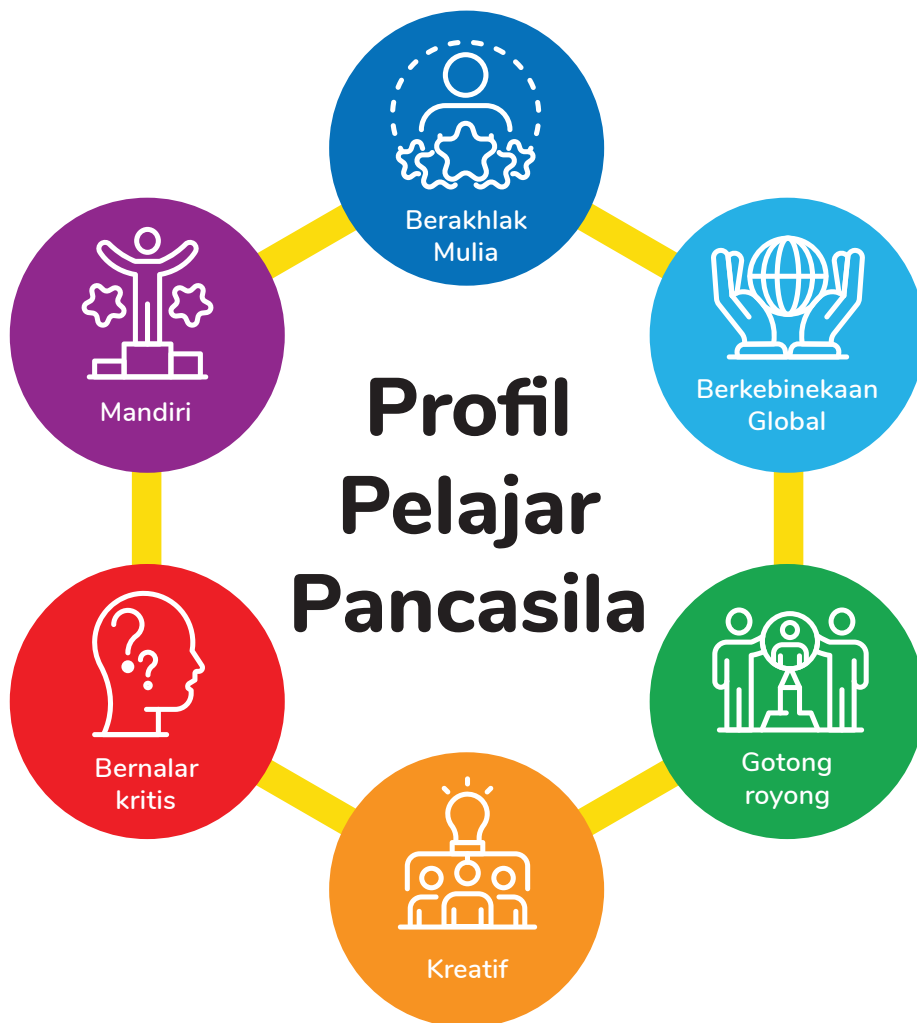 Berakhlak
Mulia
Berkebinekaan
Global
Gotong
royong
Kreatif
Bernalar
kritis
Mandiri
Profil
Pelajar
Pancasila